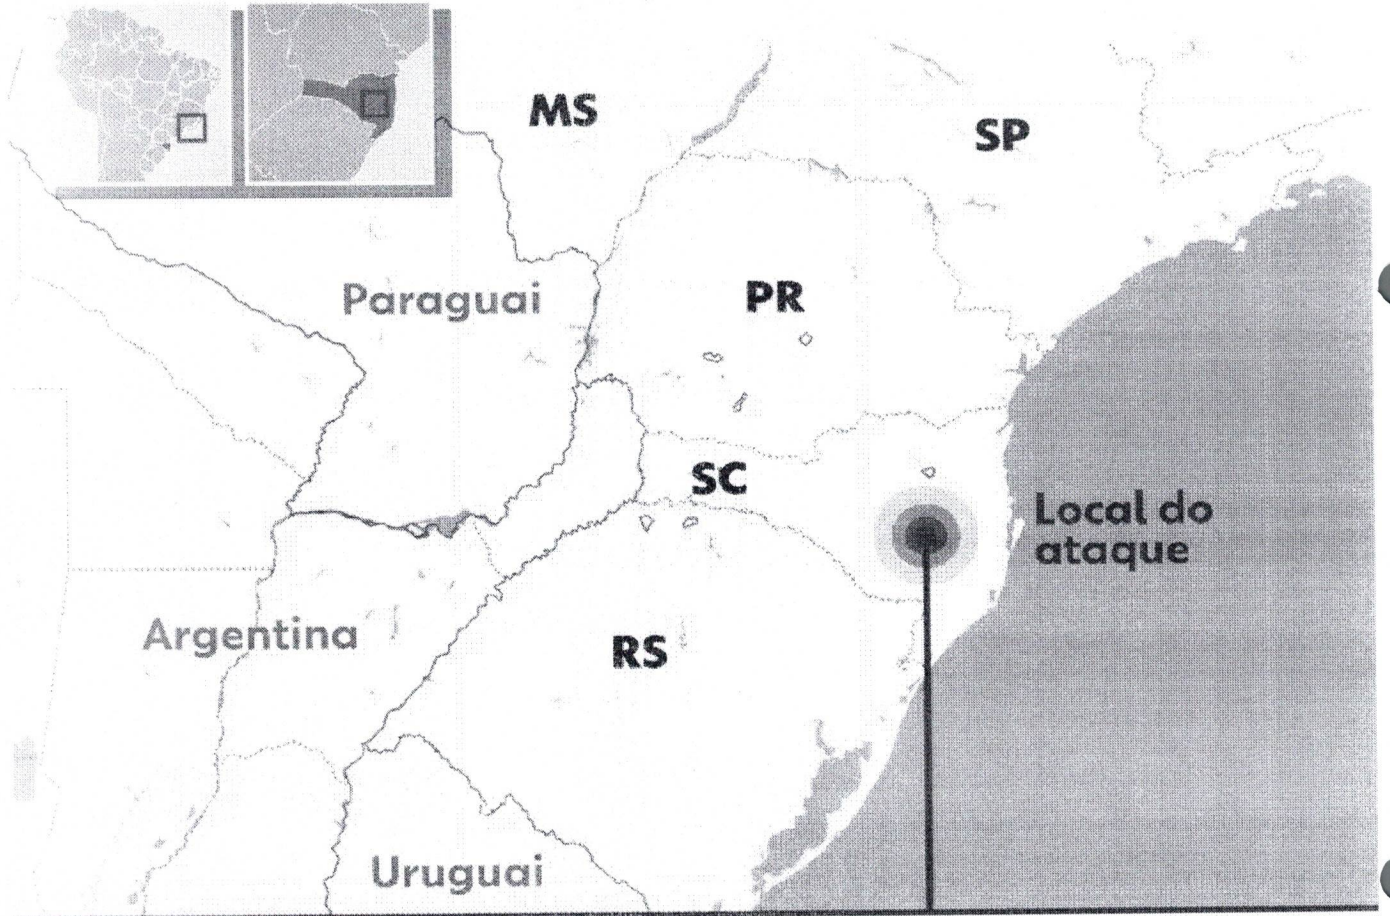 MS
SP
Paraguai
PR
SC
Local do
ataque
Argentina
RS
Uruguai